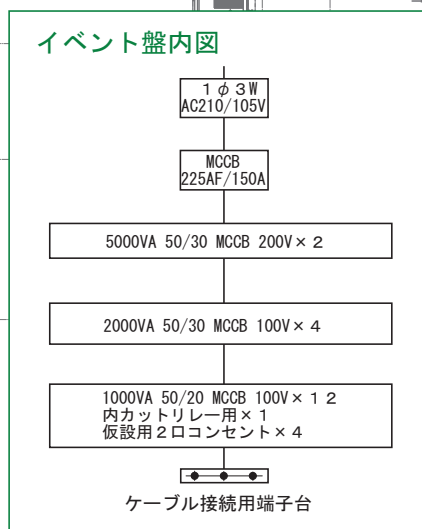 イベント盤内図
1φ3W
AC210/105V
MCCB
225AF/150A
5000VA 50/30 MCCB 200V×2
2000VA 50/30 MCCB 100V×4
1000VA 50/20 MCCB 100V×12
内カットリレー用×1
仮設用2口コンセント×4
ケーブル接続用端子台